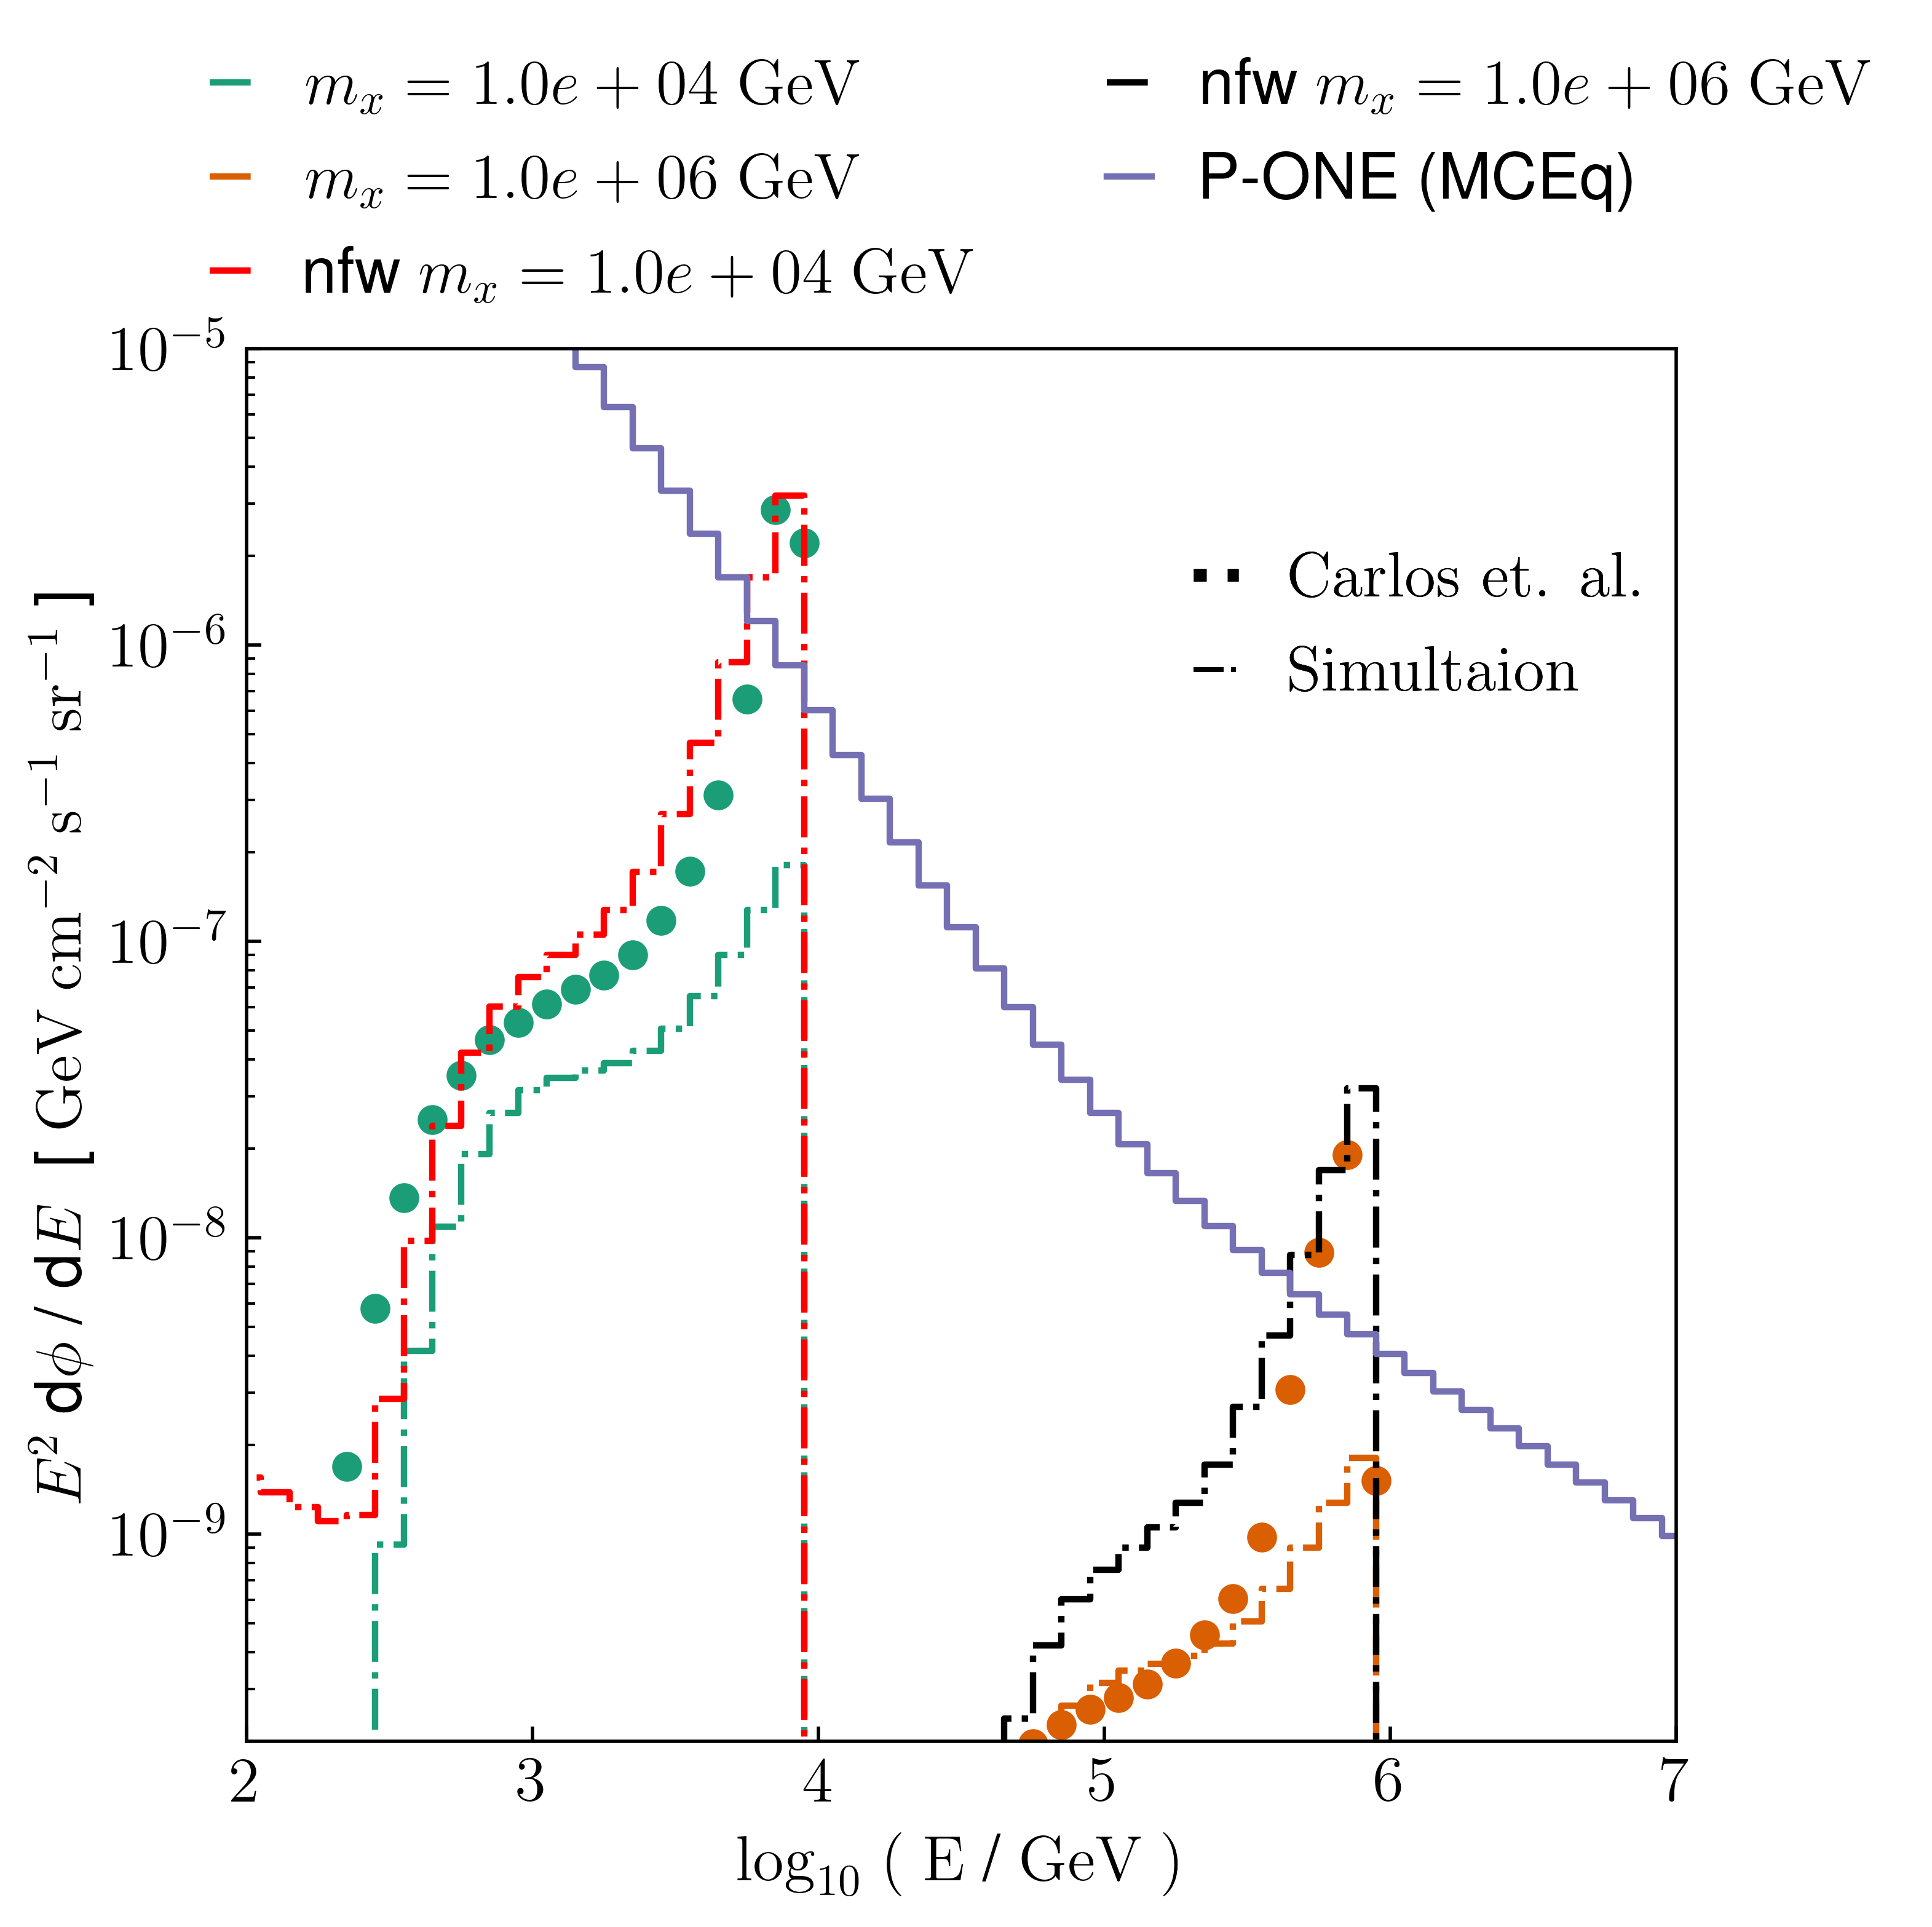 m_x = 1.0e + 04 GeV
m_x = 1.0e + 06 GeV
nfw m_x = 1.0e + 04 GeV
nfw m_x = 1.0e + 06 GeV
P-ONE (MCEq)
10^{-5}
10^{-6}
10^{-7}
10^{-8}
10^{-9}
E^2 dϕ / dE [ GeV cm^{-2} s^{-1} sr^{-1} ]
Carlos et. al.
Simultaion
2 3 4 5 6 7
log_{10} ( E / GeV )